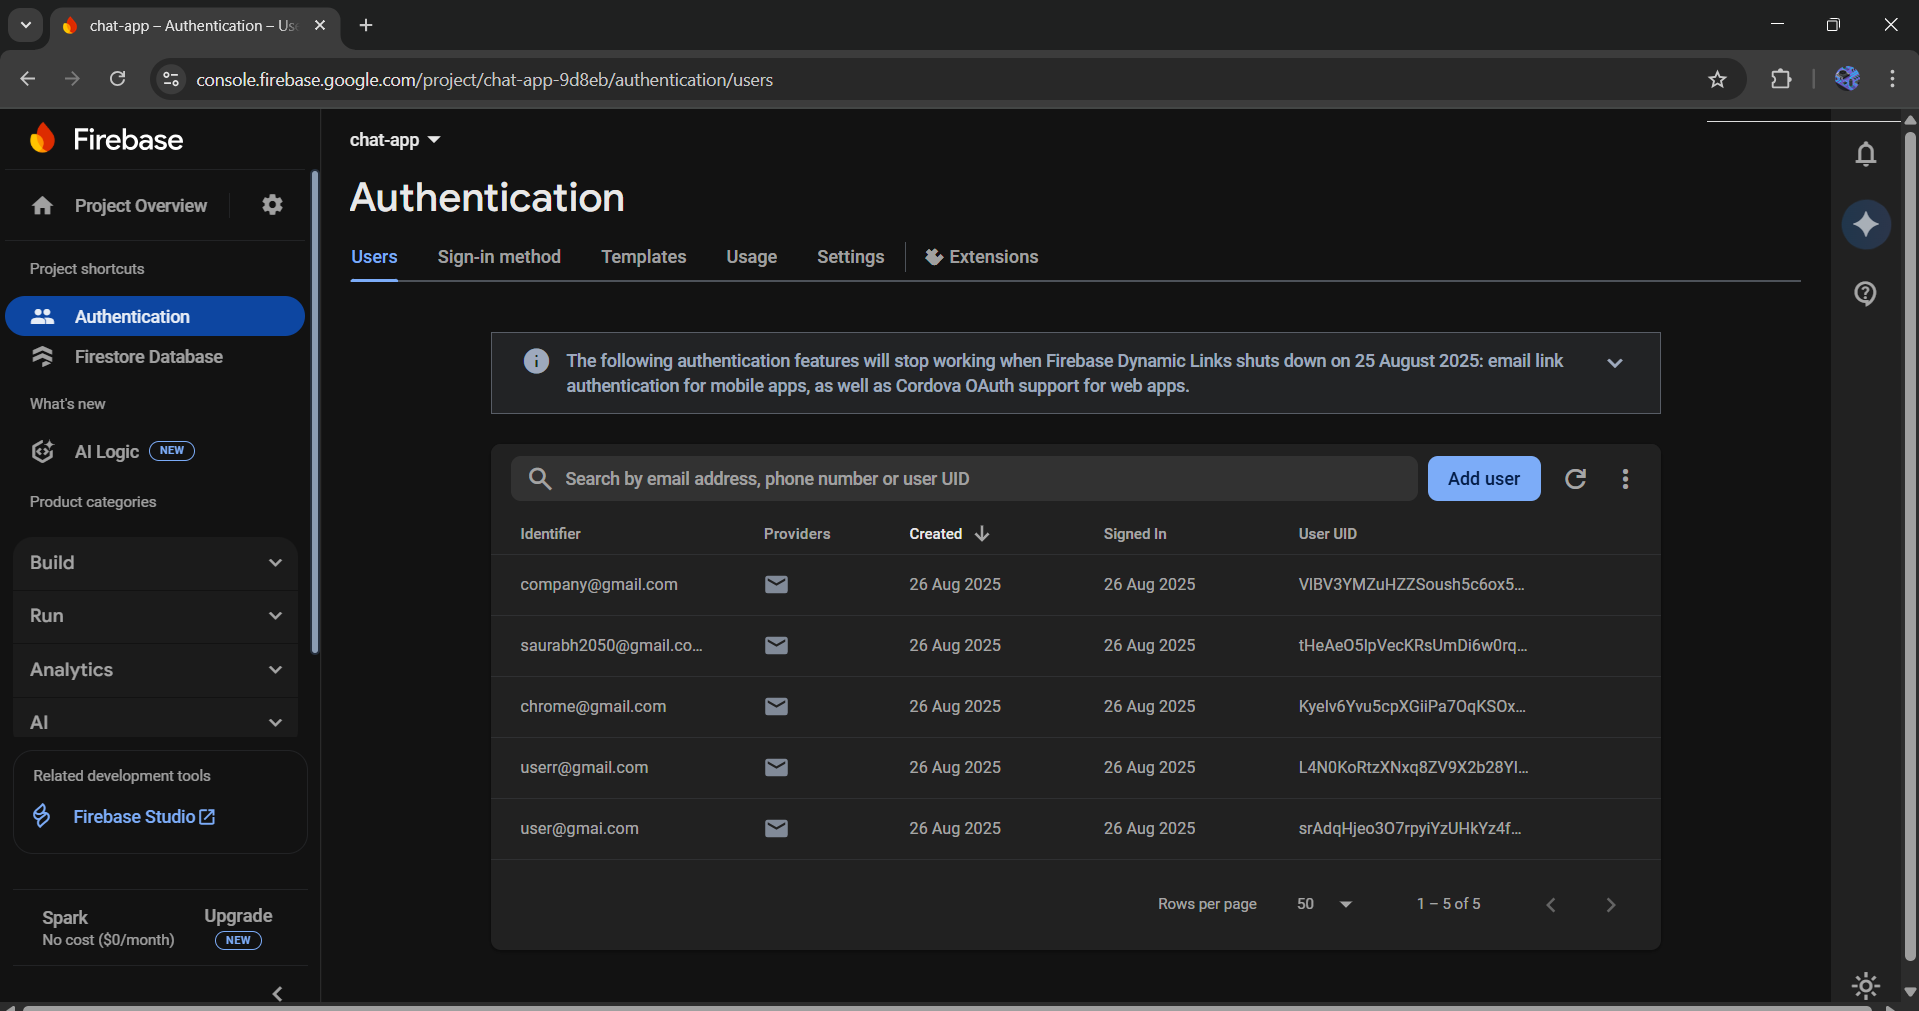 chat-app – Authentication – Us
console.firebase.google.com/project/chat-app-9d8eb/authentication/users
Firebase
Project Overview
Project shortcuts
Authentication
Firestore Database
What's new
AI Logic NEW
Product categories
Build
Run
Analytics
AI
Related development tools
Firebase Studio
Spark
No cost ($0/month)
Upgrade
NEW
chat-app
Authentication
Users Sign-in method Templates Usage Settings Extensions
The following authentication features will stop working when Firebase Dynamic Links shuts down on 25 August 2025: email link
authentication for mobile apps, as well as Cordova OAuth support for web apps.
Search by email address, phone number or user UID Add user
Identifier Providers Created Signed In User UID
company@gmail.com 26 Aug 2025 26 Aug 2025 VIBV3YMZuHZZSoush5c6ox5...
saurabh2050@gmail.co... 26 Aug 2025 26 Aug 2025 tHeAeO5lpVecKRsUmDi6w0rq...
chrome@gmail.com 26 Aug 2025 26 Aug 2025 Kyelv6Yvu5cpXGiiPa7OqKSOx...
userr@gmail.com 26 Aug 2025 26 Aug 2025 L4N0KoRtzXNxq8ZV9X2b28YI...
user@gmai.com 26 Aug 2025 26 Aug 2025 srAdqHjeo3O7rpyiYzUHkYz4f...
Rows per page 50 1 – 5 of 5